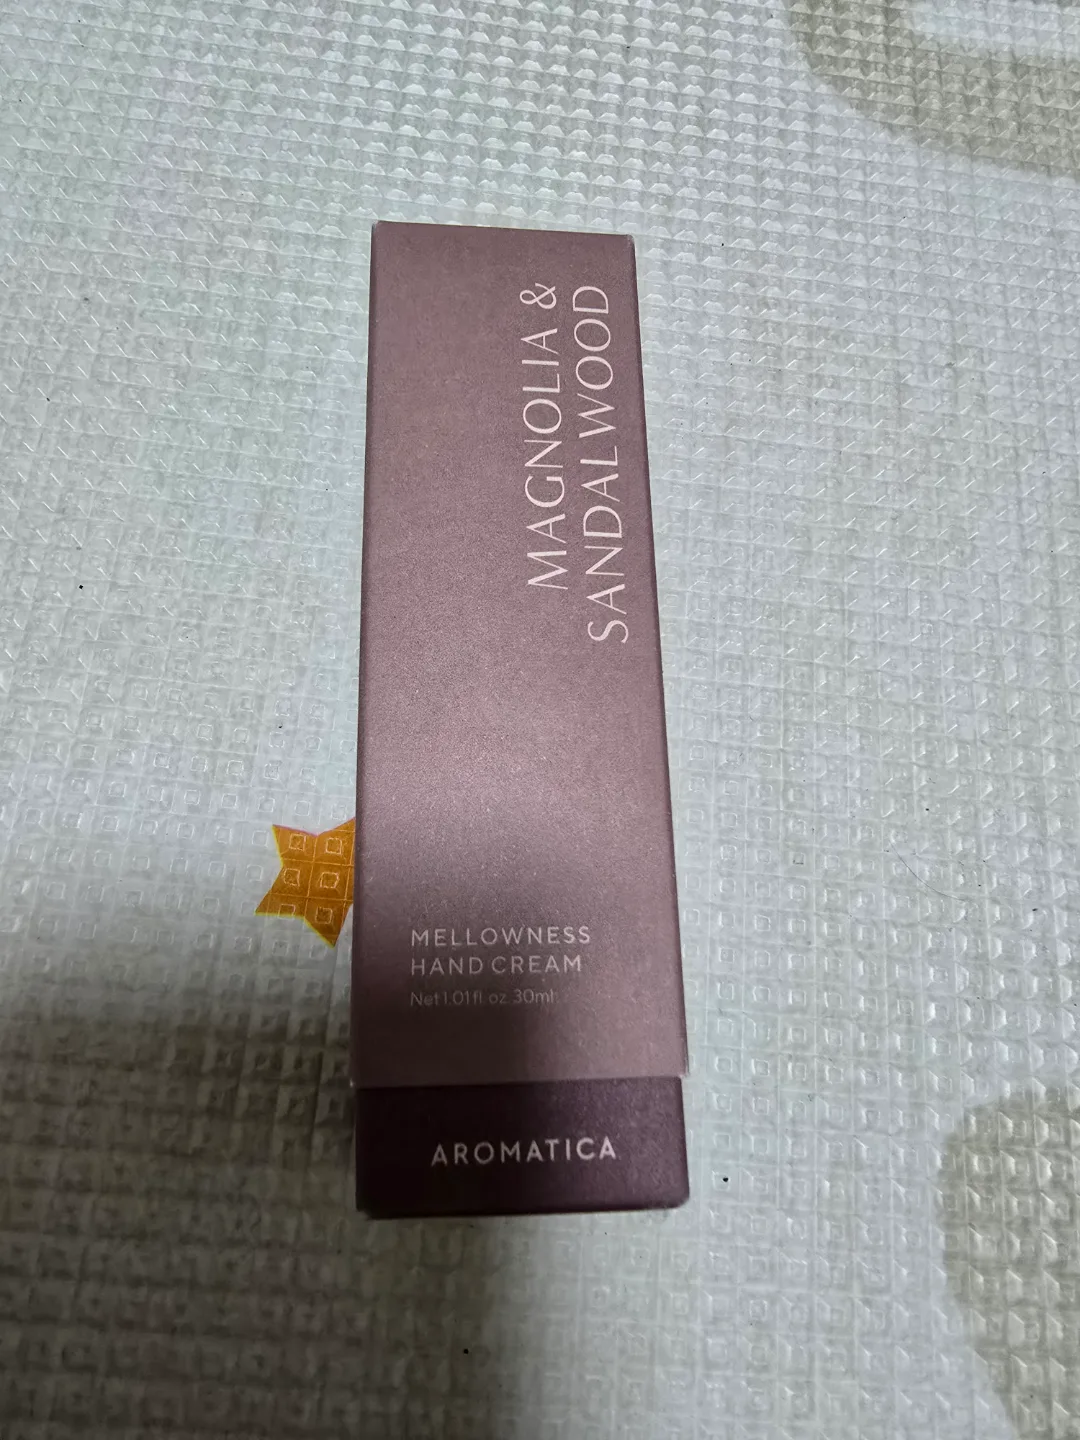 MAGNOLIA &
SANDALWOOD
MELLOWNESS
HAND CREAM
Net 1.01 fl oz 30ml
AROMATICA